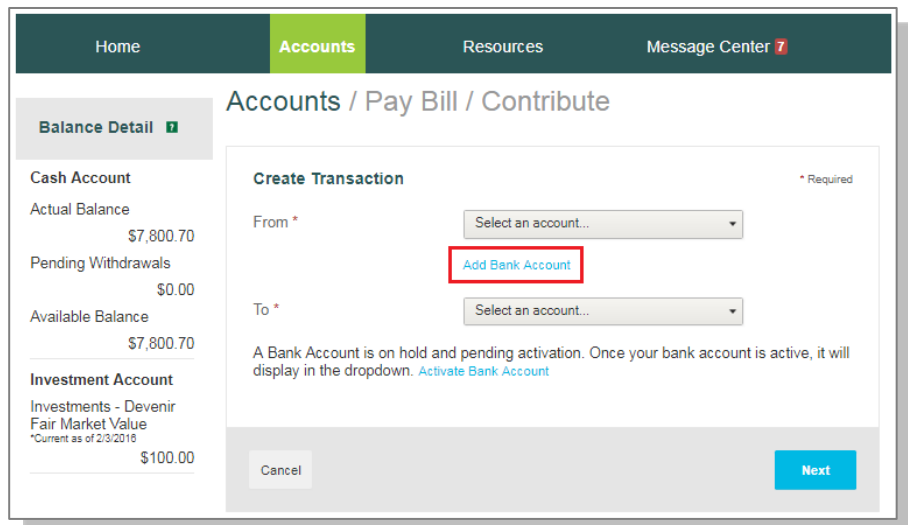 Home Accounts Resources Message Center 7
Accounts / Pay Bill / Contribute
Balance Detail ?
Cash Account
Actual Balance
$7,800.70
Pending Withdrawals
$0.00
Available Balance
$7,800.70
Investment Account
Investments - Devenir
Fair Market Value
*Current as of 2/3/2016
$100.00
Create Transaction * Required
From * Select an account...
Add Bank Account
To * Select an account...
A Bank Account is on hold and pending activation. Once your bank account is active, it will
display in the dropdown. Activate Bank Account
Cancel Next